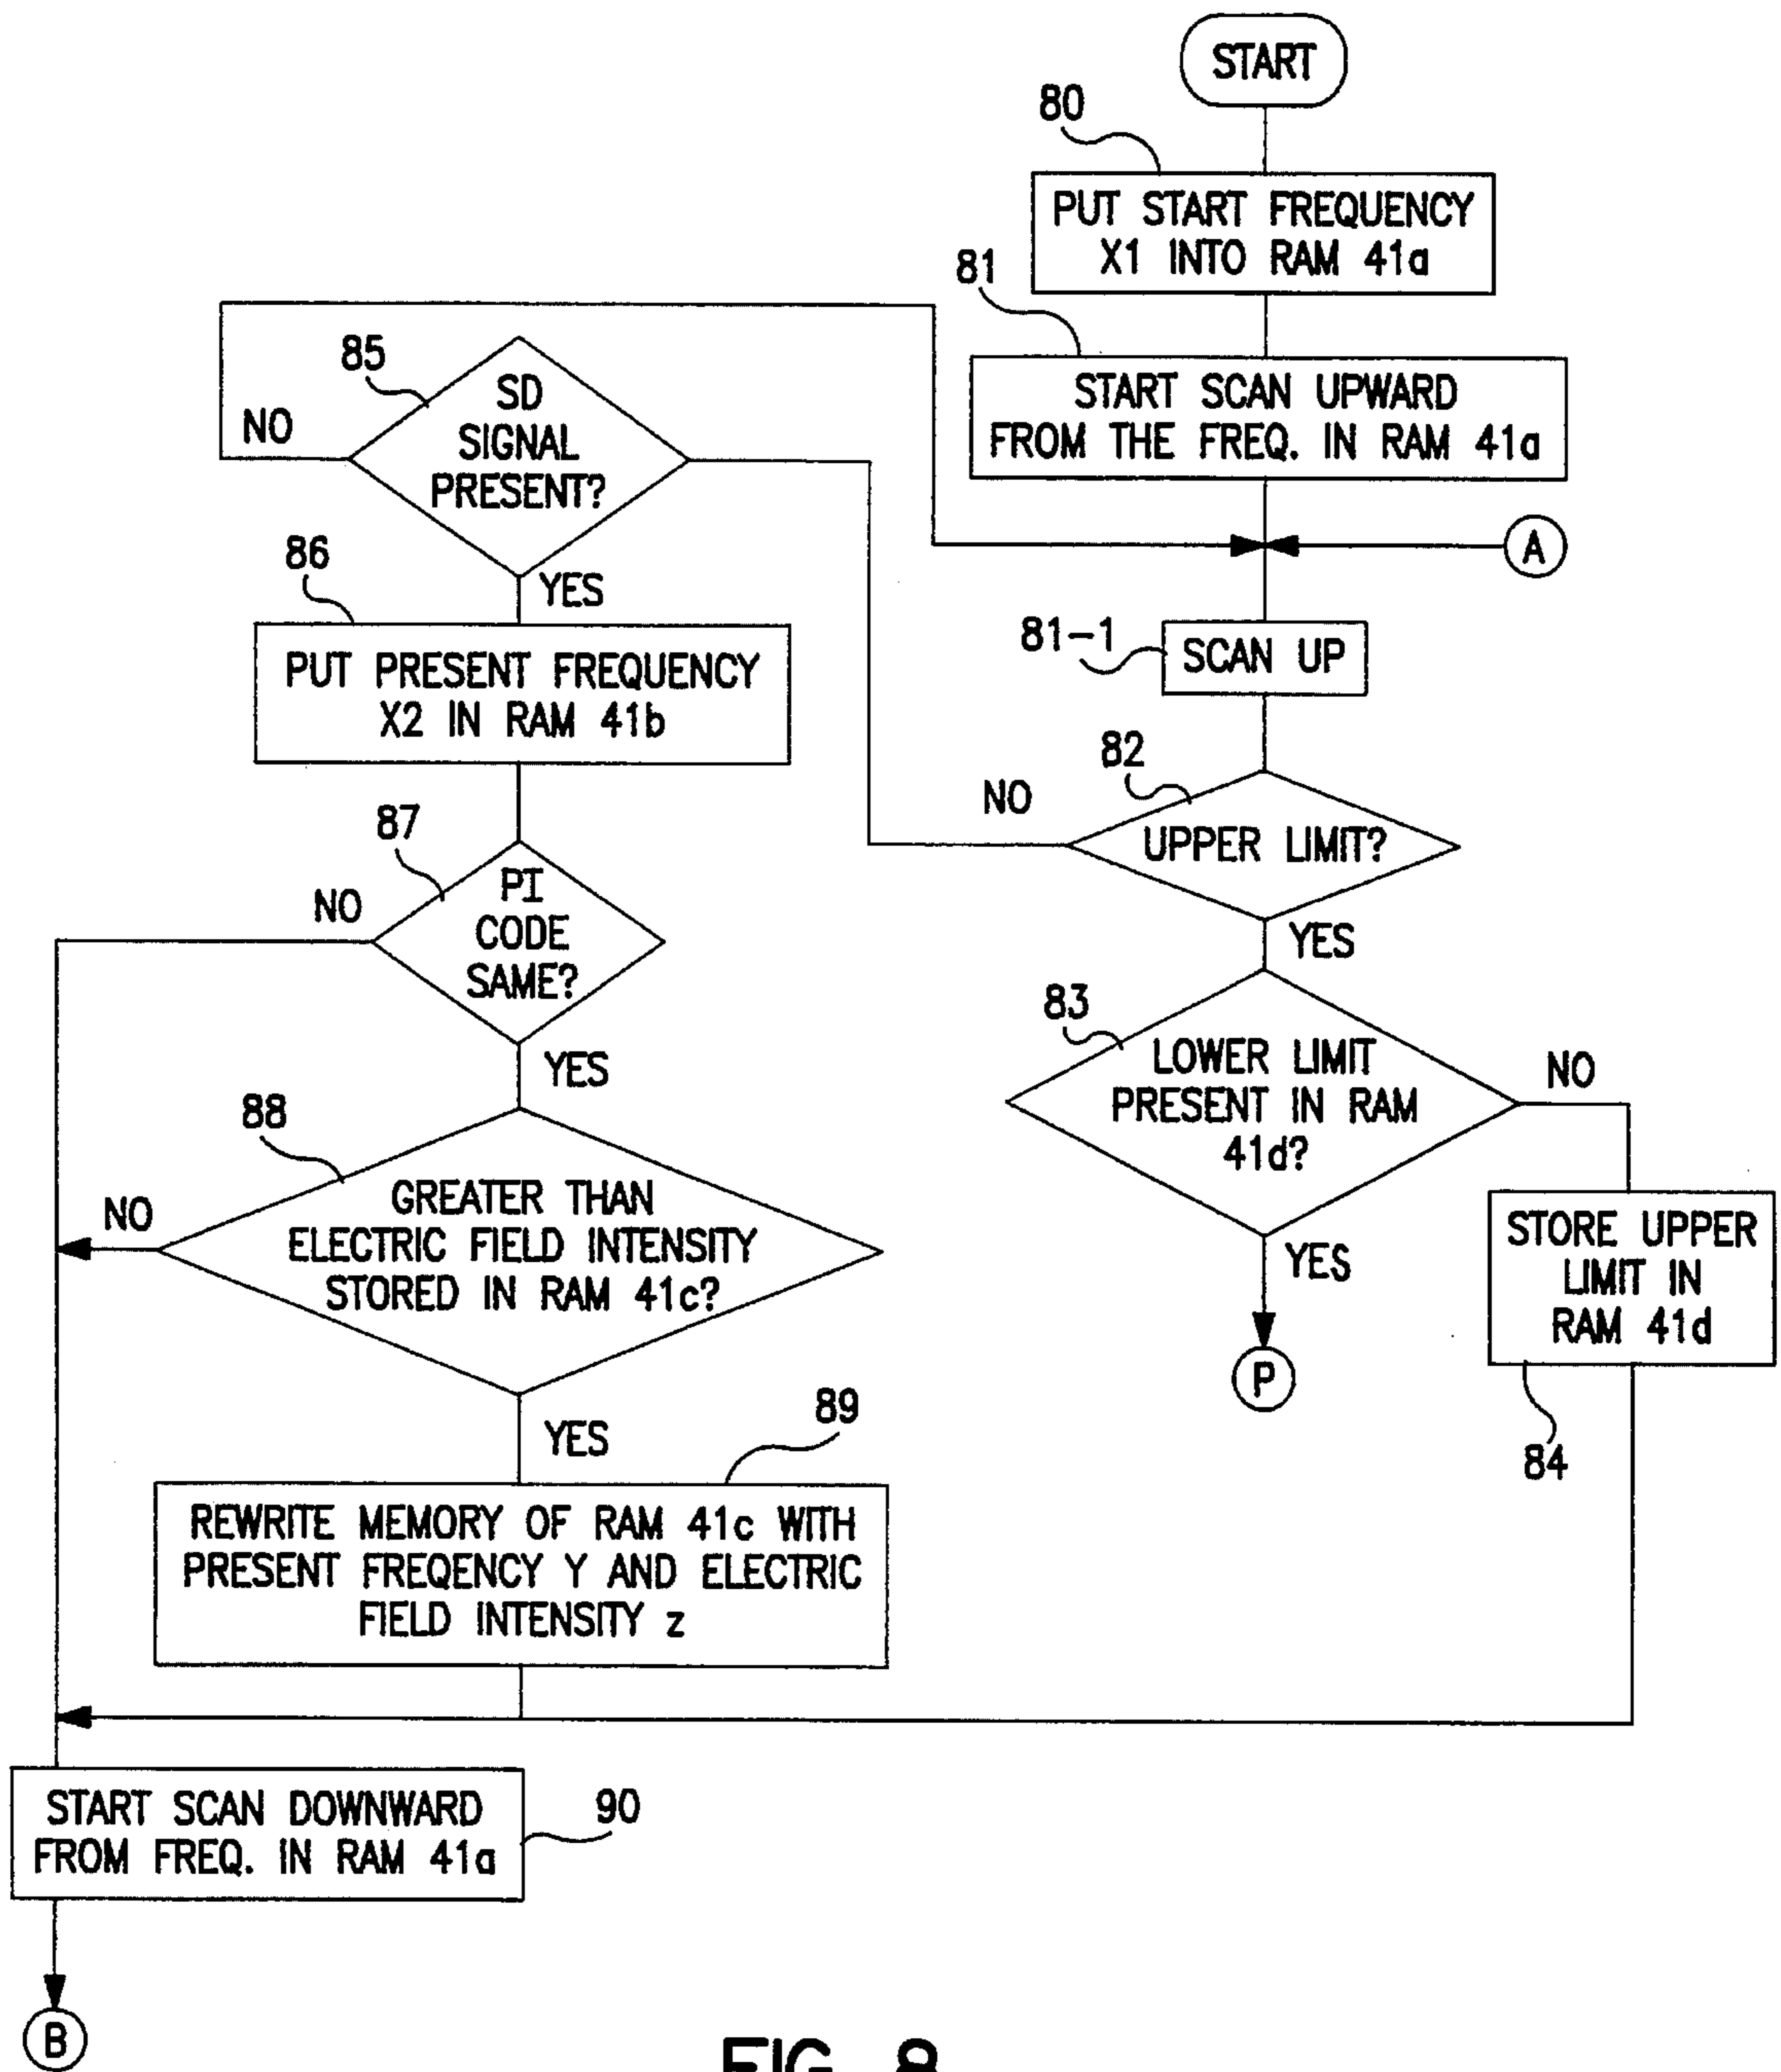 START
80
PUT START FREQUENCY
X1 INTO RAM 41a
81
START SCAN UPWARD
FROM THE FREQ. IN RAM 41a
A
81-1
SCAN UP
82
UPPER LIMIT?
NO
YES
83
LOWER LIMIT
PRESENT IN RAM
41d?
NO
YES
P
STORE UPPER
LIMIT IN
RAM 41d
84
85
SD
SIGNAL
PRESENT?
NO
YES
86
PUT PRESENT FREQUENCY
X2 IN RAM 41b
87
PI
CODE
SAME?
NO
YES
88
GREATER THAN
ELECTRIC FIELD INTENSITY
STORED IN RAM 41c?
NO
YES
89
REWRITE MEMORY OF RAM 41c WITH
PRESENT FREQENCY Y AND ELECTRIC
FIELD INTENSITY z
90
START SCAN DOWNWARD
FROM FREQ. IN RAM 41a
B
FIG. 8